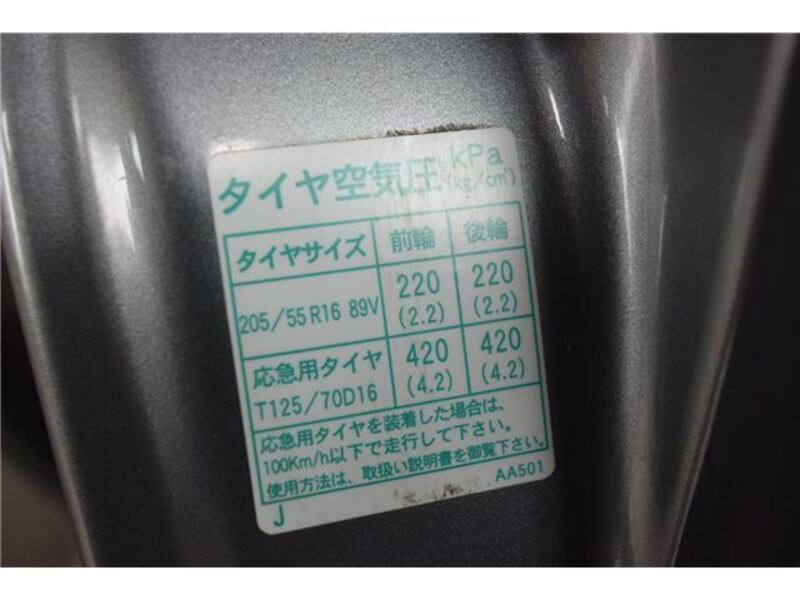 タイヤ空気圧 kPa
(kg/cm²)
タイヤサイズ 前輪 後輪
205/55R16 89V 220 (2.2) 220 (2.2)
応急用タイヤ T125/70D16 420 (4.2) 420 (4.2)
応急用タイヤを装着した場合は、
100Km/h以下で走行して下さい。
使用方法は、取扱い説明書を御覧下さい。
J AA501